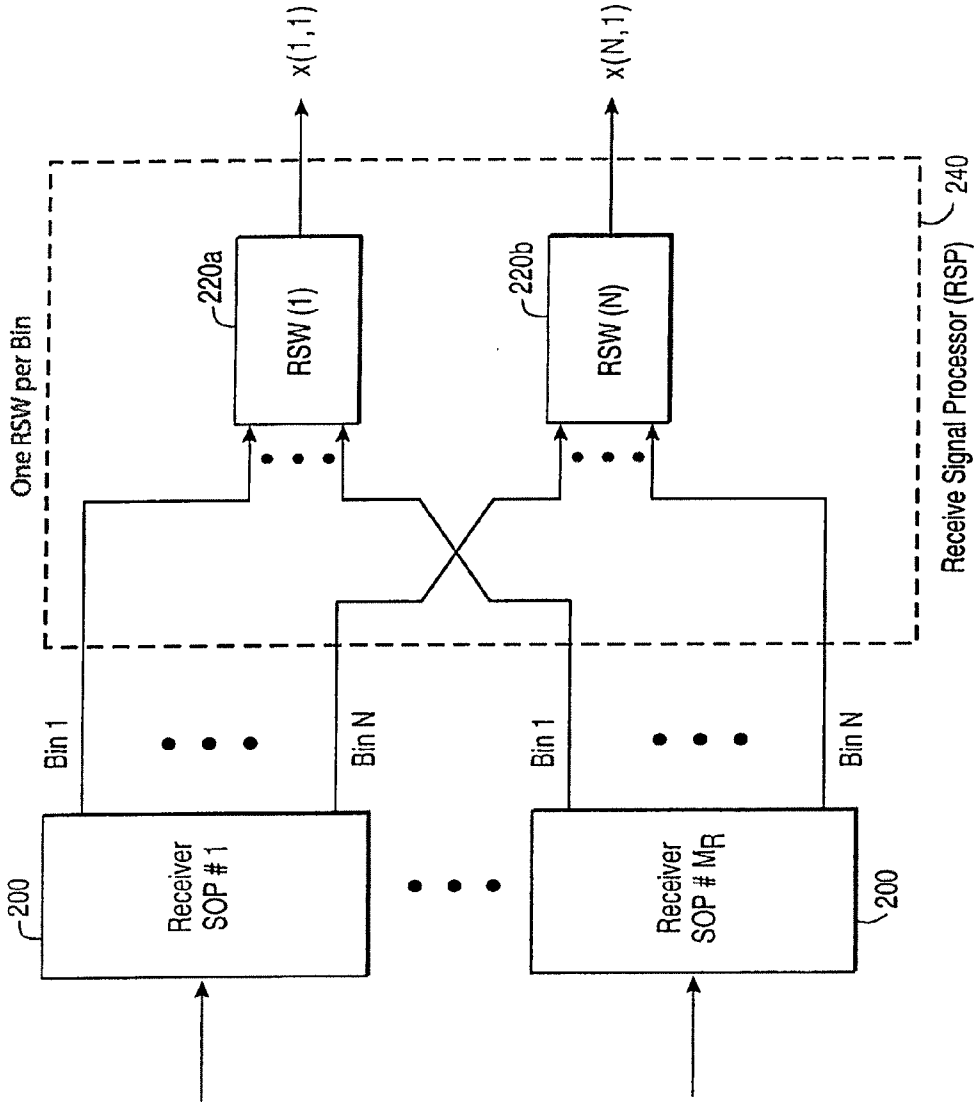 One RSW per Bin
200
Receiver
SOP # 1
Bin 1
Bin N
220a
RSW (1)
x(1,1)
220b
RSW (N)
x(N,1)
Receiver
SOP # MR
200
Bin 1
Bin N
240
Receive Signal Processor (RSP)